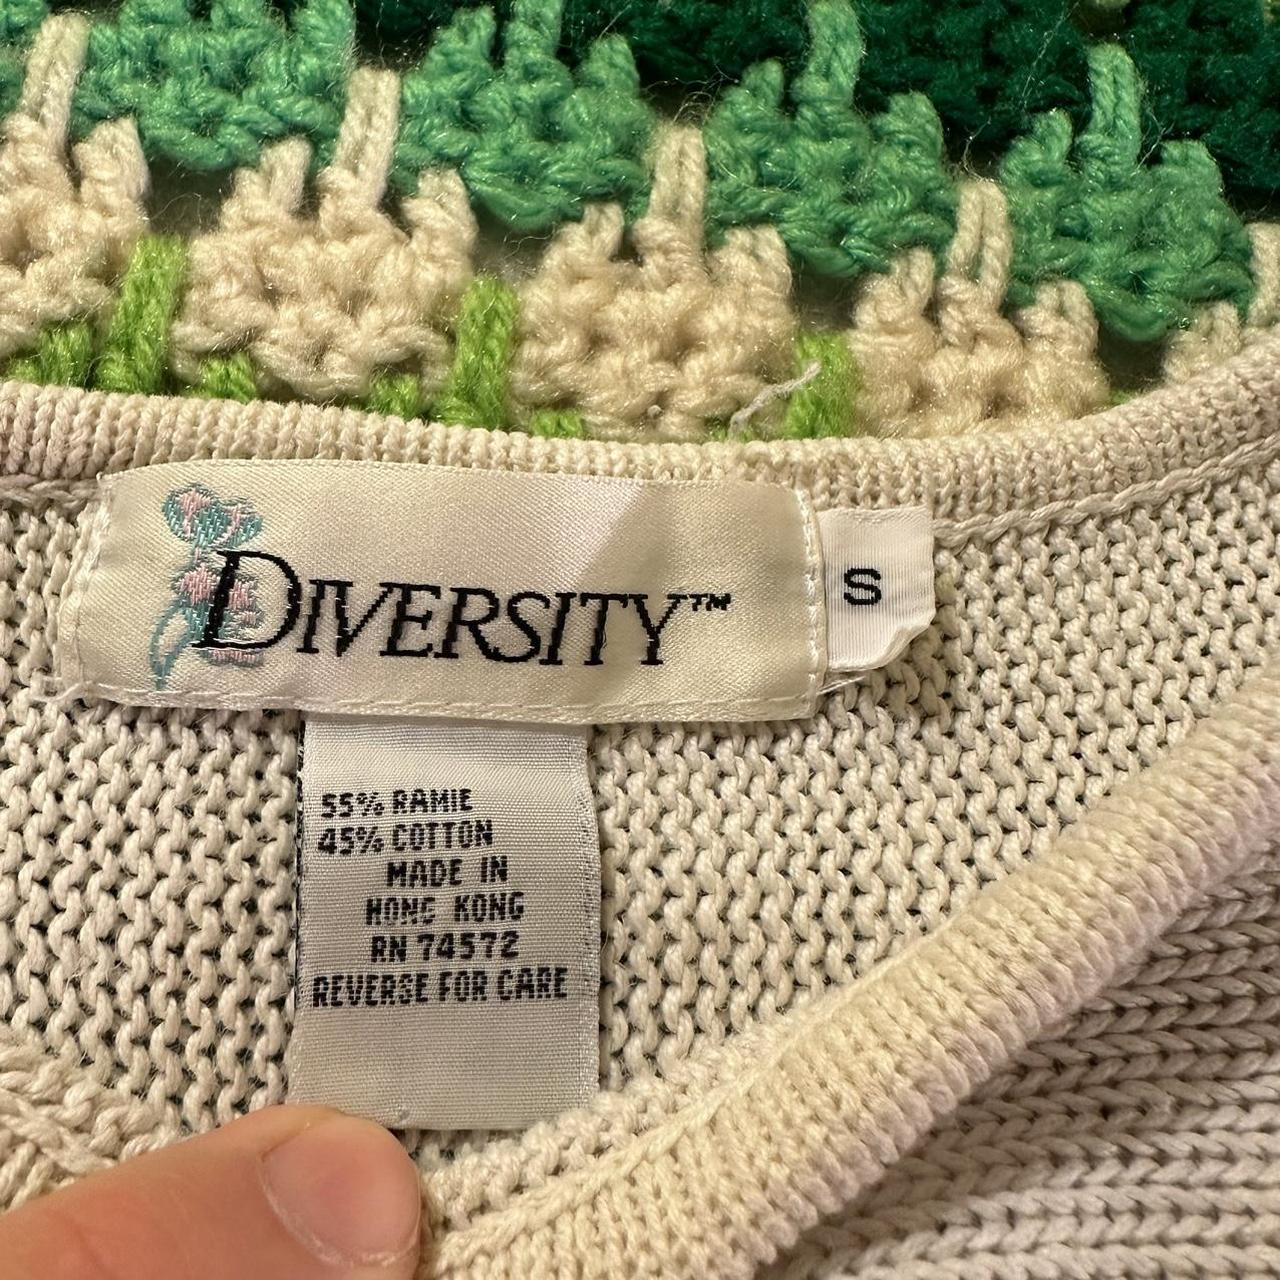 DIVERSITY™
S
55% RAMIE
45% COTTON
MADE IN
HONG KONG
RN 74572
REVERSE FOR CARE